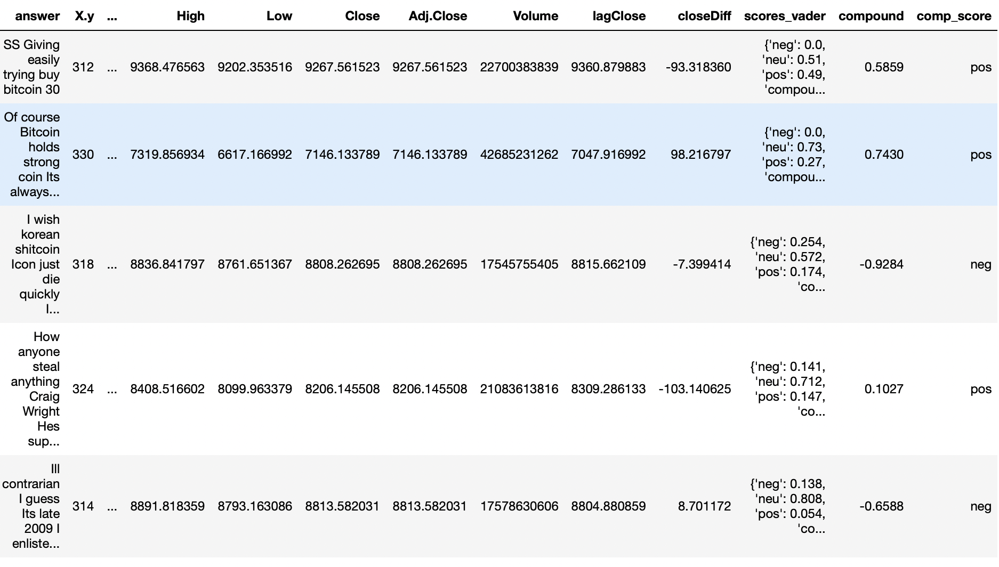 answer X.y ... High Low Close Adj.Close Volume lagClose closeDiff scores_vader compound comp_score
SS Giving
easily
trying buy
bitcoin 30
312 ... 9368.476563 9202.353516 9267.561523 9267.561523 22700383839 9360.879883 -93.318360
{'neg': 0.0,
'neu': 0.51,
'pos': 0.49,
'compou...
0.5859 pos
Of course
Bitcoin
holds
strong
coin Its
always...
330 ... 7319.856934 6617.166992 7146.133789 7146.133789 42685231262 7047.916992 98.216797
{'neg': 0.0,
'neu': 0.73,
'pos': 0.27,
'compou...
0.7430 pos
I wish
korean
shitcoin
Icon just
die
quickly
I...
318 ... 8836.841797 8761.651367 8808.262695 8808.262695 17545755405 8815.662109 -7.399414
{'neg': 0.254,
'neu': 0.572,
'pos': 0.174,
'co...
-0.9284 neg
How
anyone
steal
anything
Craig
Wright
Hes
sup...
324 ... 8408.516602 8099.963379 8206.145508 8206.145508 21083613816 8309.286133 -103.140625
{'neg': 0.141,
'neu': 0.712,
'pos': 0.147,
'co...
0.1027 pos
Ill
contrarian
I guess
Its late
2009 I
enliste...
314 ... 8891.818359 8793.163086 8813.582031 8813.582031 17578630606 8804.880859 8.701172
{'neg': 0.138,
'neu': 0.808,
'pos': 0.054,
'co...
-0.6588 neg